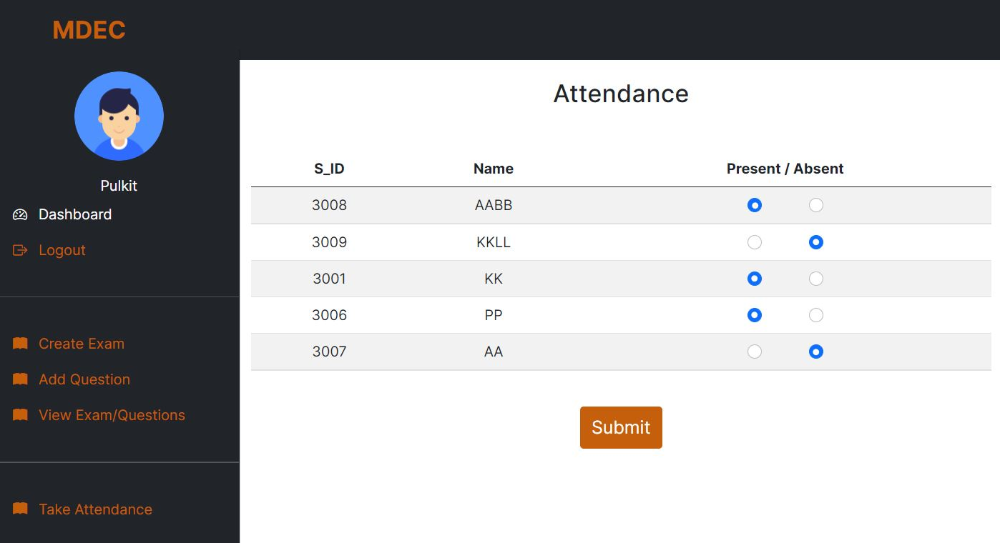 MDEC
Pulkit
Dashboard
Logout
Create Exam
Add Question
View Exam/Questions
Take Attendance
Attendance
S_ID Name Present / Absent
3008 AABB
3009 KKLL
3001 KK
3006 PP
3007 AA
Submit